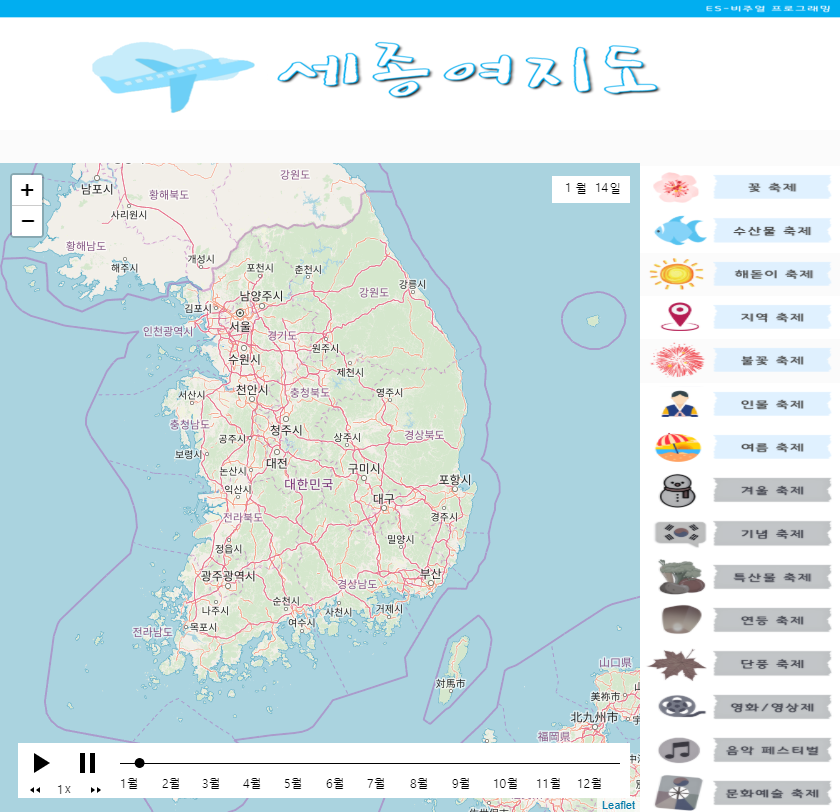 ES-비주얼 프로그래밍
세종여지도
+
−
1 월 14일
강원도
남포시
황해북도
사리원시
황해남도
해주시
개성시
포천시
춘천시
강릉시
남양주시
강원도
김포시
서울
인천광역시
경기도
수원시
원주시
제천시
서산시
천안시
충청북도
영주시
충청남도
청주시
공주시
상주시
경상북도
보령시
대전
논산시
구미시
포항시
익산시
대한민국
대구
전라북도
경주시
정읍시
밀양시
광주광역시
경상남도
부산
나주시
순천시
사천시
거제시
목포시
여수시
전라남도
対馬市
山口県
美祢市
北九州市
福岡県
꽃 축제
수산물 축제
해돋이 축제
지역 축제
불꽃 축제
인물 축제
여름 축제
겨울 축제
기념 축제
특산물 축제
연등 축제
단풍 축제
영화/영상제
음악 페스티벌
문화예술 축제
1x
1월 2월 3월 4월 5월 6월 7월 8월 9월 10월 11월 12월
Leaflet